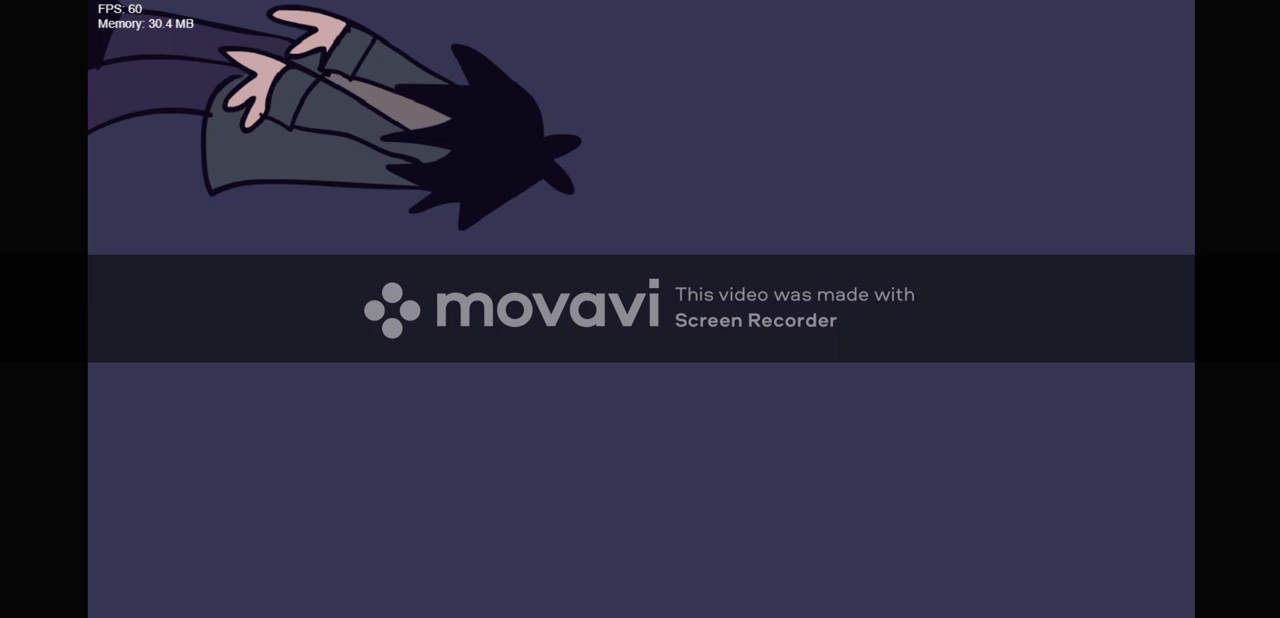 FPS: 60
Memory: 30.4 MB
movavi
This video was made with
Screen Recorder